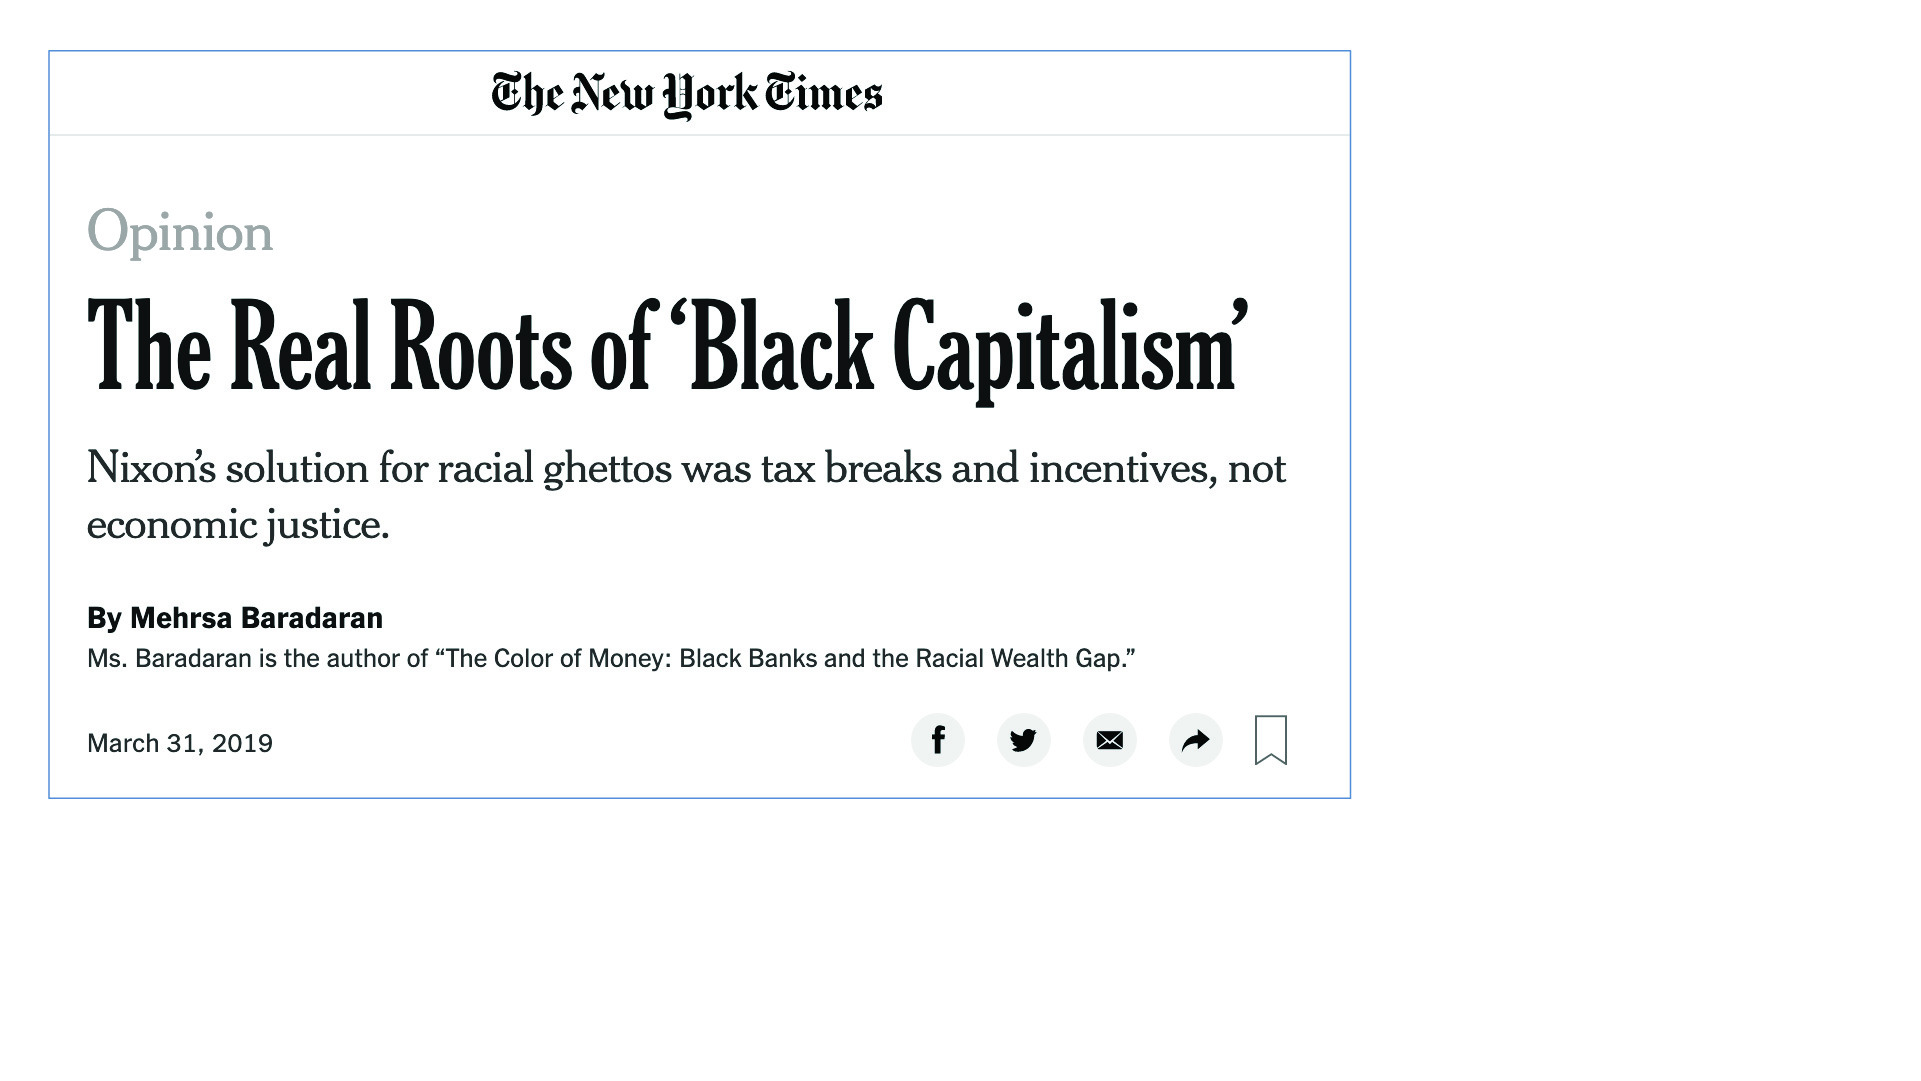 The New York Times
Opinion
The Real Roots of ‘Black Capitalism’
Nixon’s solution for racial ghettos was tax breaks and incentives, not
economic justice.
By Mehrsa Baradaran
Ms. Baradaran is the author of “The Color of Money: Black Banks and the Racial Wealth Gap.”
March 31, 2019